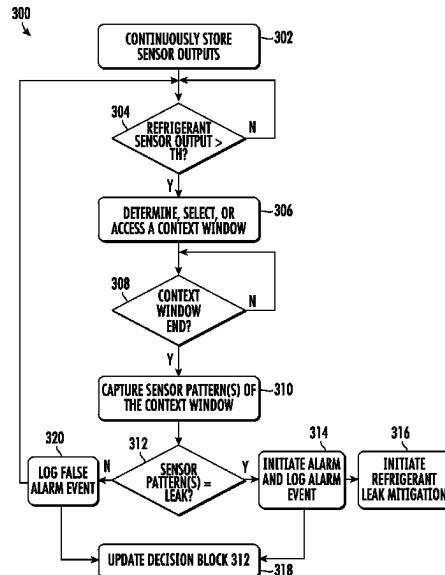 300
CONTINUOUSLY STORE
SENSOR OUTPUTS
302
304
REFRIGERANT
SENSOR OUTPUT >
TH?
N
Y
DETERMINE, SELECT, OR
ACCESS A CONTEXT WINDOW
306
308
CONTEXT
WINDOW
END?
N
Y
CAPTURE SENSOR PATTERN(S) OF
THE CONTEXT WINDOW
310
320
LOG FALSE
ALARM EVENT
N
312
SENSOR
PATTERN(S) =
LEAK?
Y
314
INITIATE ALARM
AND LOG ALARM
EVENT
316
INITIATE
REFRIGERANT
LEAK MITIGATION
UPDATE DECISION BLOCK 312
318